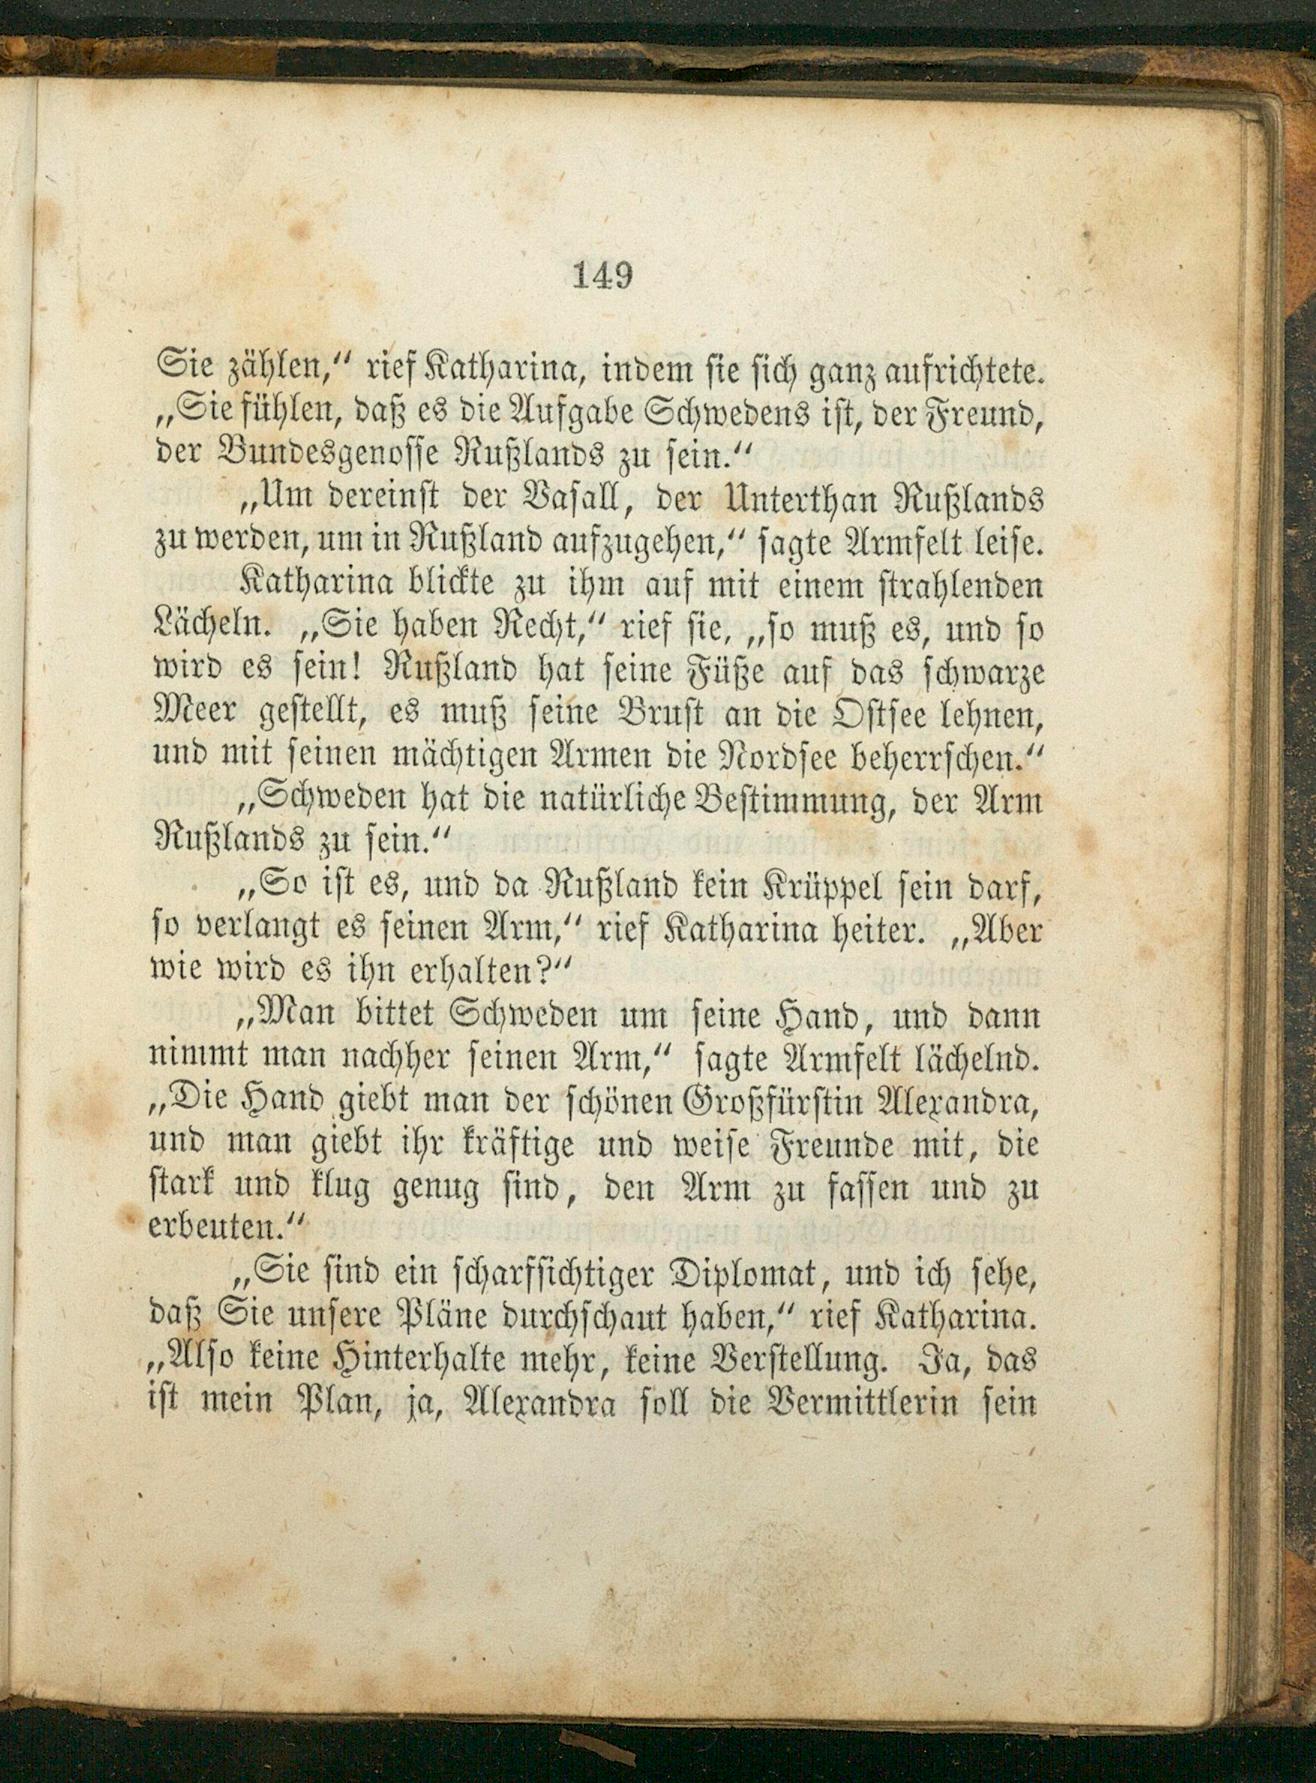 149
Sie zählen,“ rief Katharina, indem sie sich ganz aufrichtete.
„Sie fühlen, daß es die Aufgabe Schwedens ist, der Freund,
der Bundesgenosse Rußlands zu sein.“
„Um dereinst der Vasall, der Unterthan Rußlands
zu werden, um in Rußland aufzugehen,“ sagte Armfelt leise.
Katharina blickte zu ihm auf mit einem strahlenden
Lächeln. „Sie haben Recht,“ rief sie, „so muß es, und so
wird es sein! Rußland hat seine Füße auf das schwarze
Meer gestellt, es muß seine Brust an die Ostsee lehnen,
und mit seinen mächtigen Armen die Nordsee beherrschen.“
„Schweden hat die natürliche Bestimmung, der Arm
Rußlands zu sein.“
„So ist es, und da Rußland kein Krüppel sein darf,
so verlangt es seinen Arm,“ rief Katharina heiter. „Aber
wie wird es ihn erhalten?“
„Man bittet Schweden um seine Hand, und dann
nimmt man nachher seinen Arm,“ sagte Armfelt lächelnd.
„Die Hand giebt man der schönen Großfürstin Alexandra,
und man giebt ihr kräftige und weise Freunde mit, die
stark und klug genug sind, den Arm zu fassen und zu
erbeuten.“
„Sie sind ein scharfsichtiger Diplomat, und ich sehe,
daß Sie unsere Pläne durchschaut haben,“ rief Katharina.
„Also keine Hinterhalte mehr, keine Verstellung. Ja, das
ist mein Plan, ja, Alexandra soll die Vermittlerin sein